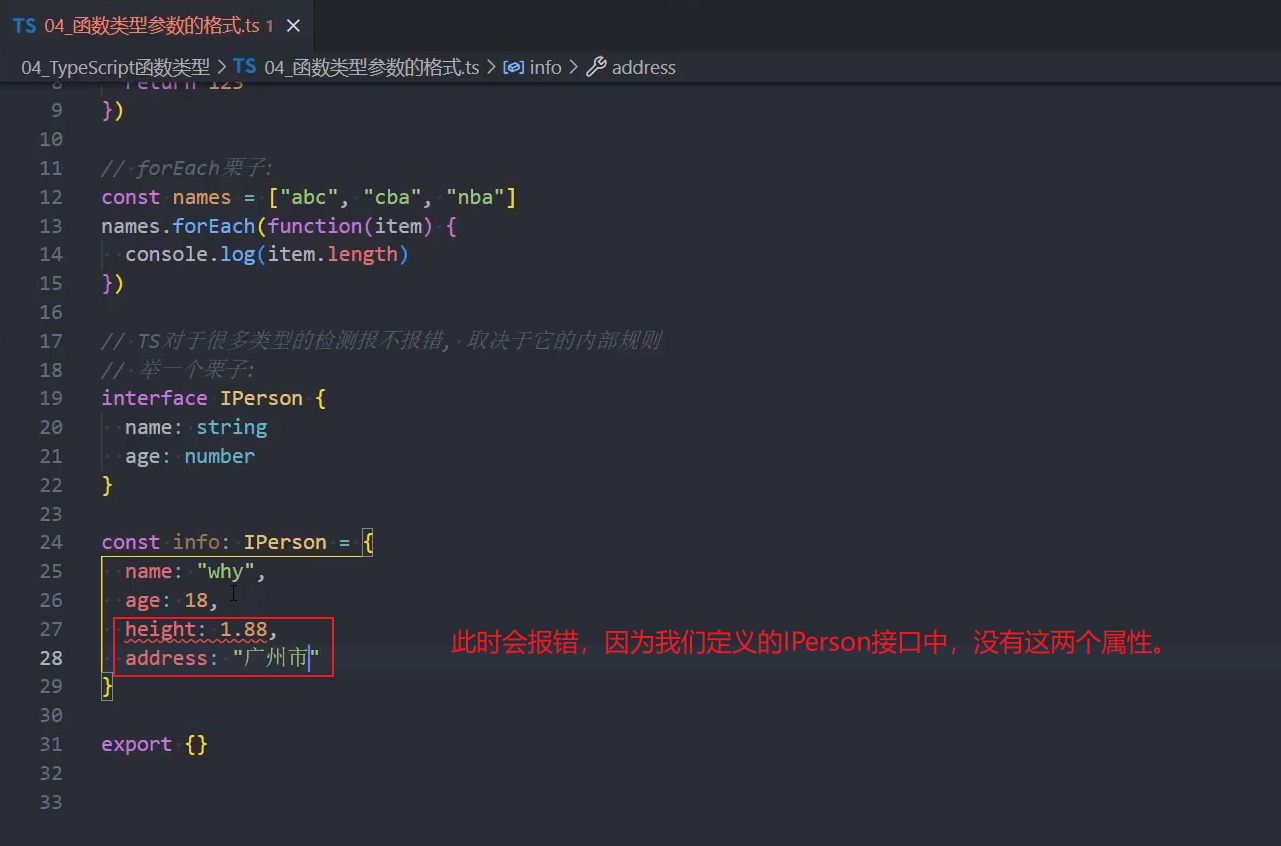 TS 04_函数类型参数的格式.ts 1 ×
04_TypeScript函数类型 > TS 04_函数类型参数的格式.ts > info > address
8 return 123
9 })
10
11 // forEach栗子:
12 const names = ["abc", "cba", "nba"]
13 names.forEach(function(item) {
14 console.log(item.length)
15 })
16
17 // TS对于很多类型的检测报不报错, 取决于它的内部规则
18 // 举一个栗子:
19 interface IPerson {
20 name: string
21 age: number
22 }
23
24 const info: IPerson = {
25 name: "why",
26 age: 18,
27 height: 1.88,
28 address: "广州市"
此时会报错，因为我们定义的IPerson接口中，没有这两个属性。
29 }
30
31 export {}
32
33